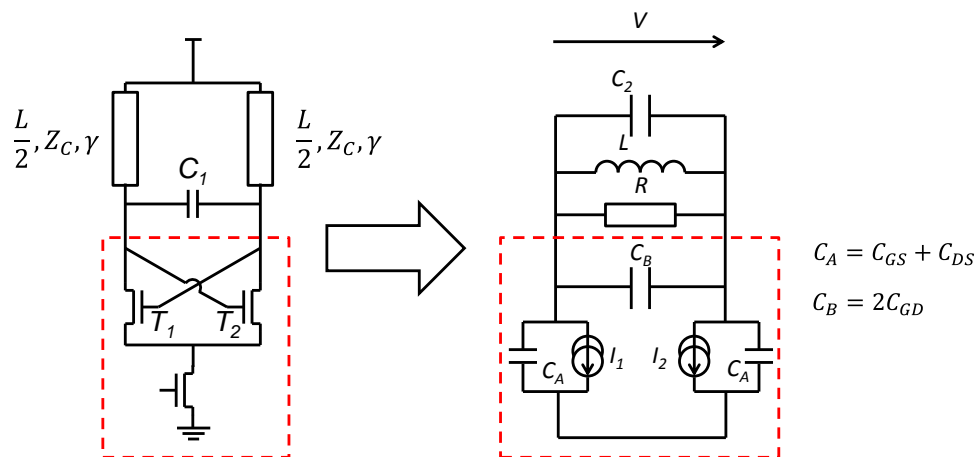 L/2, Z_C, γ
L/2, Z_C, γ
C_1
T_1
T_2
V
C_2
L
R
C_B
C_A
I_1
I_2
C_A
C_A = C_GS + C_DS
C_B = 2C_GD